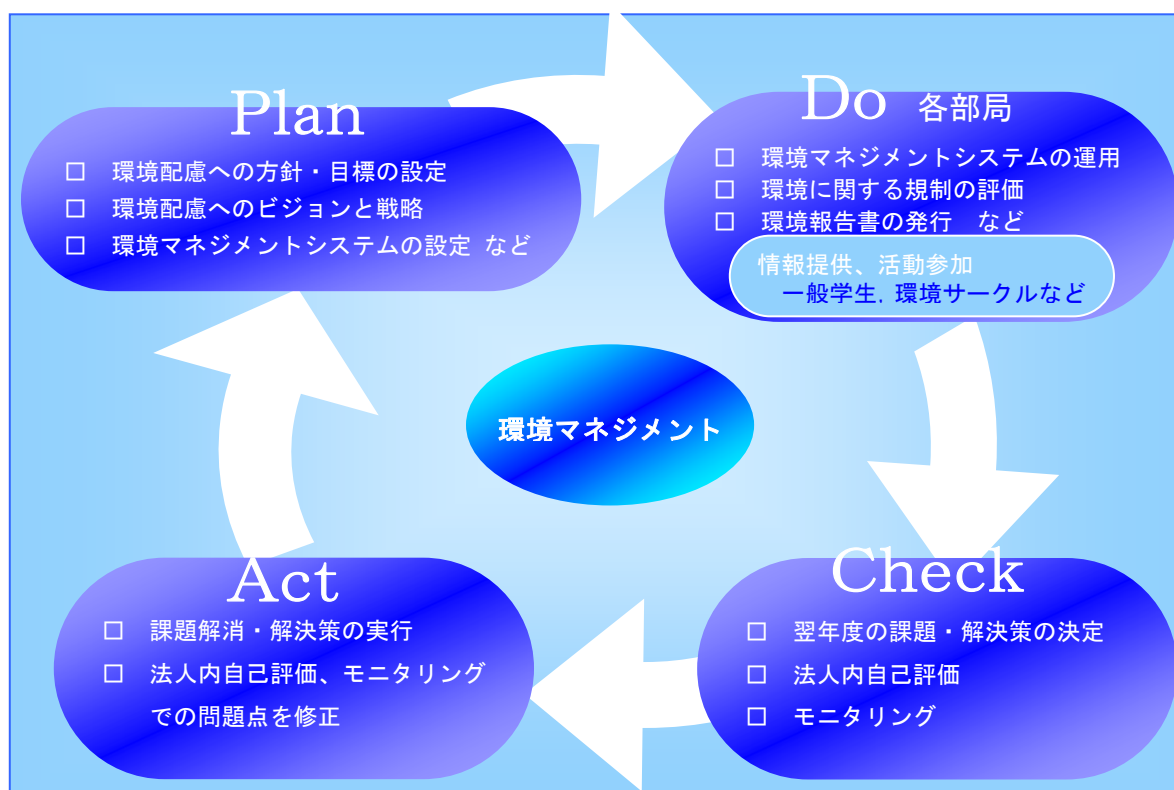 Plan
□ 環境配慮への方針・目標の設定
□ 環境配慮へのビジョンと戦略
□ 環境マネジメントシステムの設定 など
Do 各部局
□ 環境マネジメントシステムの運用
□ 環境に関する規制の評価
□ 環境報告書の発行 など
情報提供、活動参加
一般学生，環境サークルなど
環境マネジメント
Act
□ 課題解消・解決策の実行
□ 法人内自己評価、モニタリング
での問題点を修正
Check
□ 翌年度の課題・解決策の決定
□ 法人内自己評価
□ モニタリング